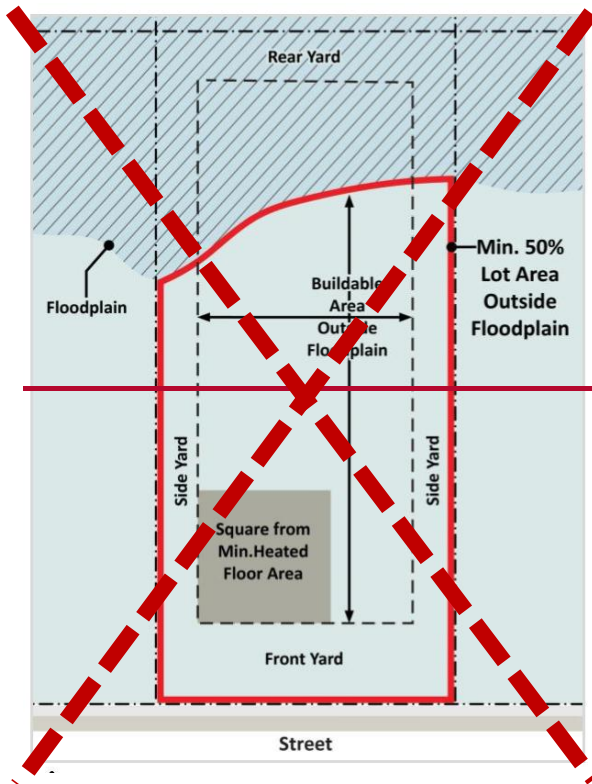 Rear Yard
Floodplain
Buildable
Area
Outside
Floodplain
Min. 50%
Lot Area
Outside
Floodplain
Side Yard
Side Yard
Square from
Min.Heated
Floor Area
Front Yard
Street